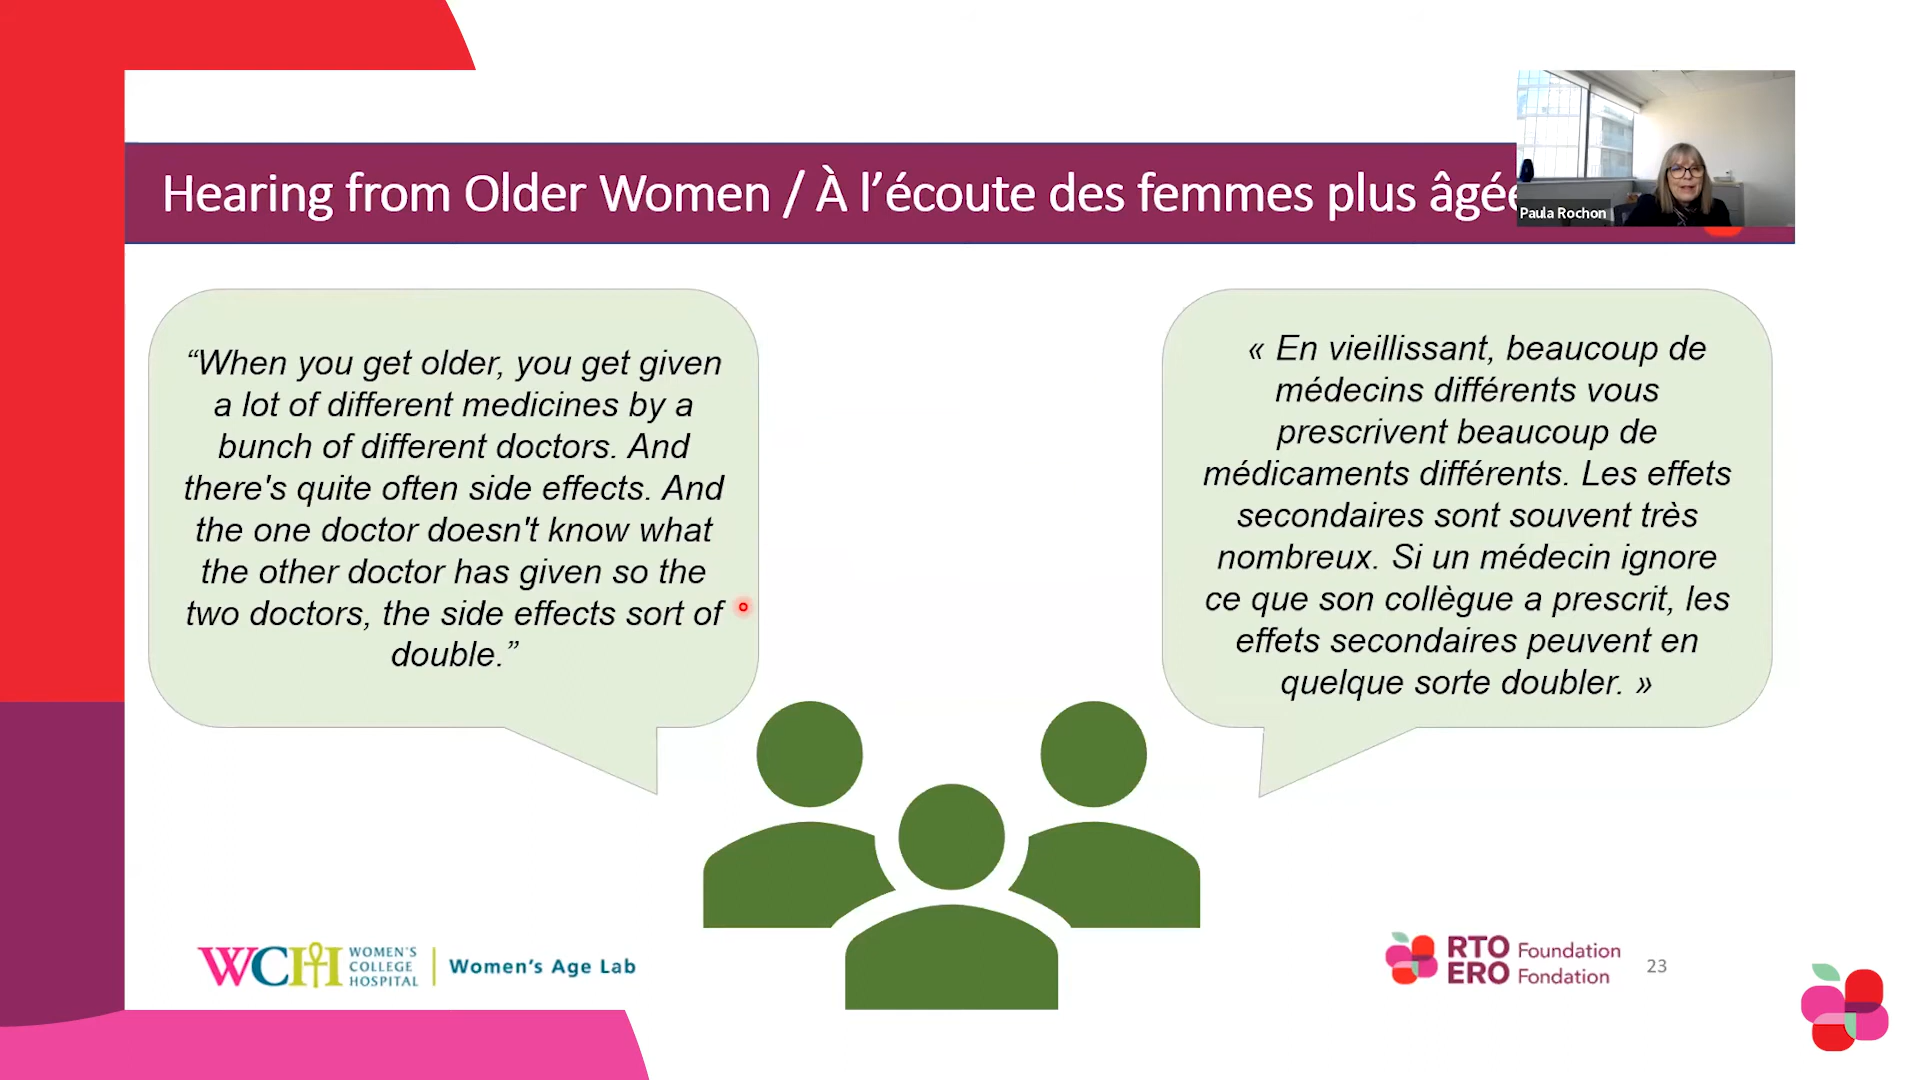 Hearing from Older Women / À l’écoute des femmes plus âgée
Paula Rochon
“When you get older, you get given
a lot of different medicines by a
bunch of different doctors. And
there's quite often side effects. And
the one doctor doesn't know what
the other doctor has given so the
two doctors, the side effects sort of
double.”
« En vieillissant, beaucoup de
médecins différents vous
prescrivent beaucoup de
médicaments différents. Les effets
secondaires sont souvent très
nombreux. Si un médecin ignore
ce que son collègue a prescrit, les
effets secondaires peuvent en
quelque sorte doubler. »
WCH
WOMEN'S
COLLEGE
HOSPITAL
Women's Age Lab
RTO
ERO
Foundation
Fondation
23